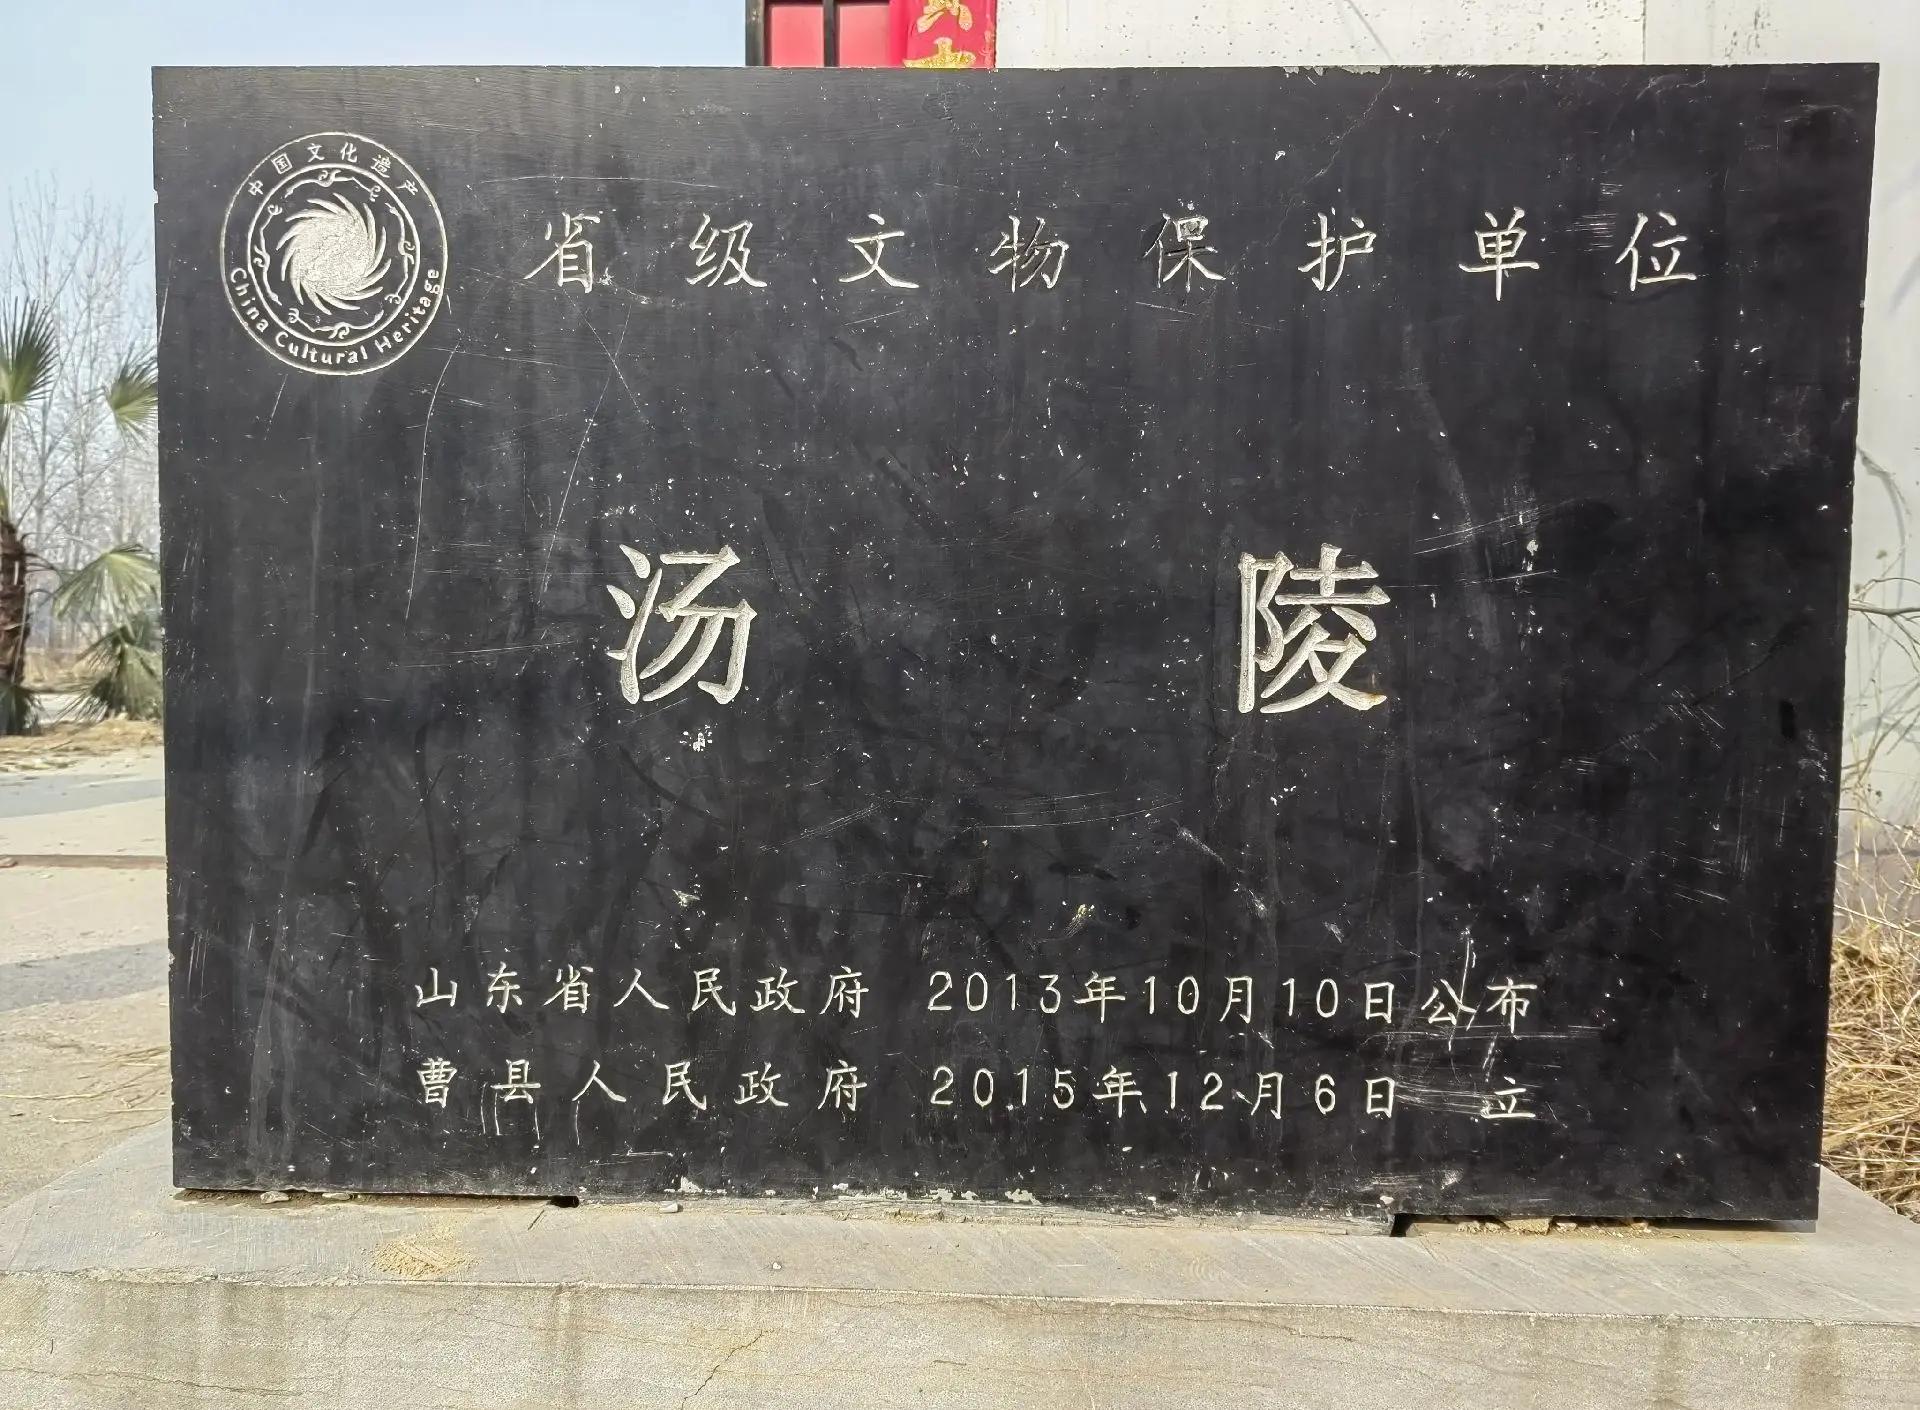 中国文化遗产
China Cultural Heritage
省级文物保护单位
汤陵
山东省人民政府 2013年10月10日公布
曹县人民政府 2015年12月6日 立